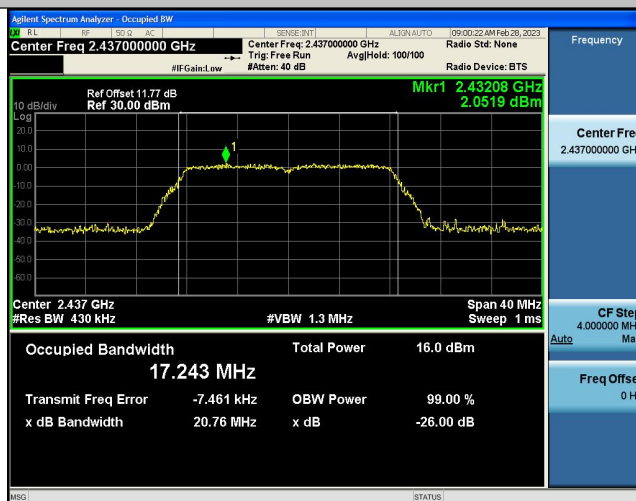 Agilent Spectrum Analyzer - Occupied BW
LXI RL RF 50 Ω AC SENSE:INT ALIGN AUTO 09:00:22 AM Feb 28, 2023
Center Freq 2.437000000 GHz Center Freq: 2.437000000 GHz Radio Std: None Frequency
Trig: Free Run Avg|Hold: 100/100
#IFGain:Low #Atten: 40 dB Radio Device: BTS
Mkr1 2.43208 GHz
Ref Offset 11.77 dB
10 dB/div Ref 30.00 dBm 2.0519 dBm
Log
20.0
10.0
0.00
-10.0
-20.0
-30.0
-40.0
-50.0
-60.0
1
Center Fre
2.437000000 GH
Center 2.437 GHz Span 40 MHz
#Res BW 430 kHz #VBW 1.3 MHz Sweep 1 ms
CF Step
4.000000 MH
Auto Ma
Occupied Bandwidth Total Power 16.0 dBm
17.243 MHz
Transmit Freq Error -7.461 kHz OBW Power 99.00 %
x dB Bandwidth 20.76 MHz x dB -26.00 dB
Freq Offse
0 H
MSG STATUS